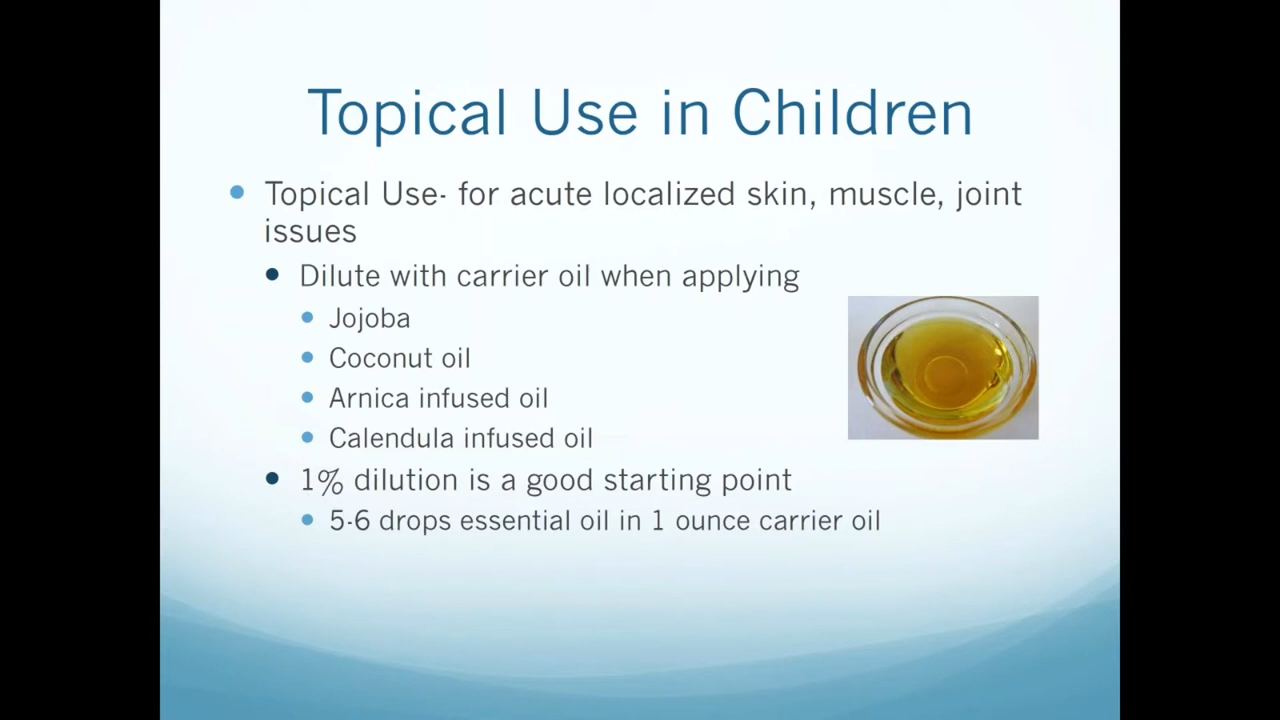 Topical Use in Children
Topical Use- for acute localized skin, muscle, joint
issues
Dilute with carrier oil when applying
Jojoba
Coconut oil
Arnica infused oil
Calendula infused oil
1% dilution is a good starting point
5-6 drops essential oil in 1 ounce carrier oil